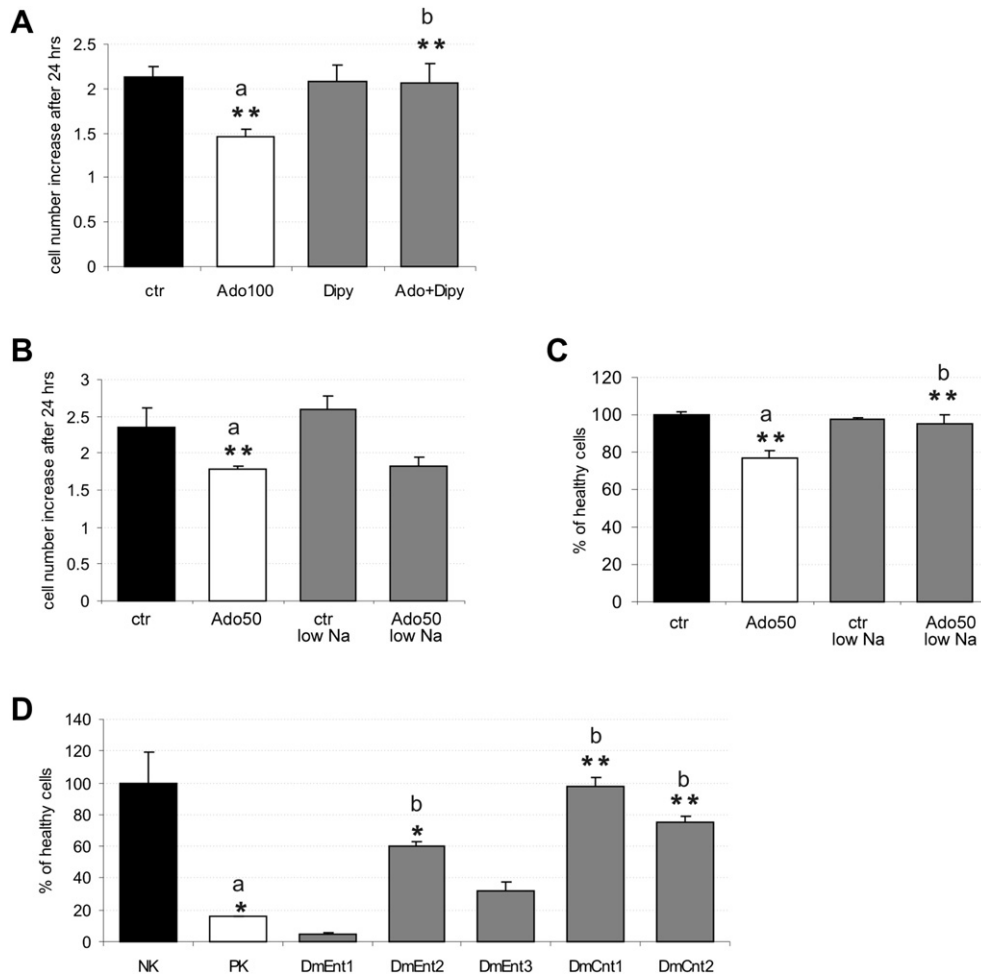 A
cell number increase after 24 hrs
2.5
2
1.5
1
0.5
0
a
**
b
**
ctr
Ado100
Dipy
Ado+Dipy
B
cell number increase after 24 hrs
3
2.5
2
1.5
1
0.5
0
a
**
ctr
Ado50
ctr
low Na
Ado50
low Na
C
% of healthy cells
120
100
80
60
40
20
0
a
**
b
**
ctr
Ado50
ctr
low Na
Ado50
low Na
D
% of healthy cells
140
120
100
80
60
40
20
0
a
*
b
*
b
**
b
**
NK
PK
DmEnt1
DmEnt2
DmEnt3
DmCnt1
DmCnt2